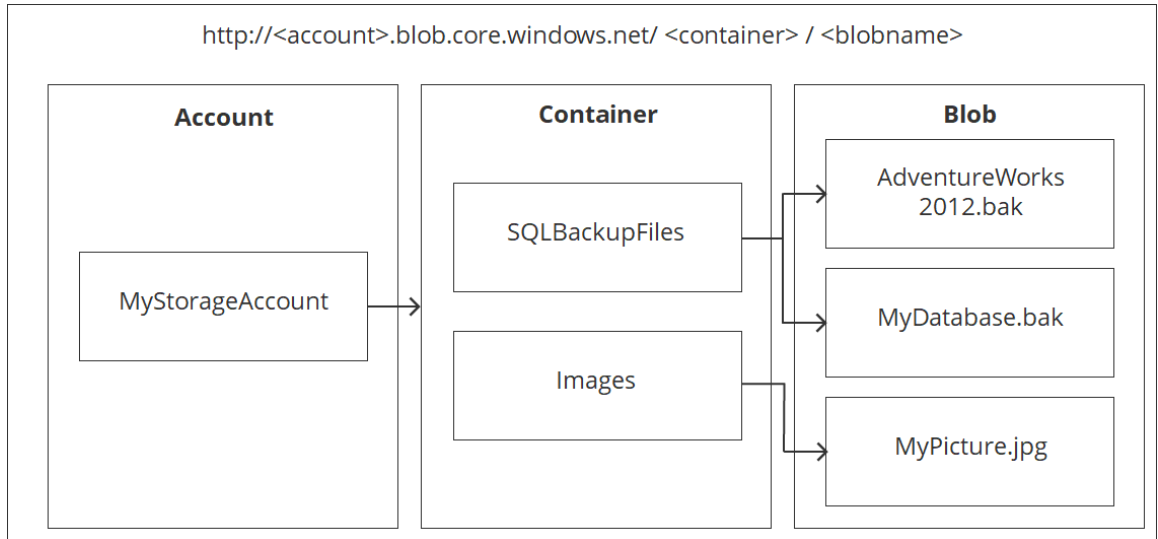 http://<account>.blob.core.windows.net/ <container> / <blobname>
Account
MyStorageAccount
Container
SQLBackupFiles
Images
Blob
AdventureWorks
2012.bak
MyDatabase.bak
MyPicture.jpg